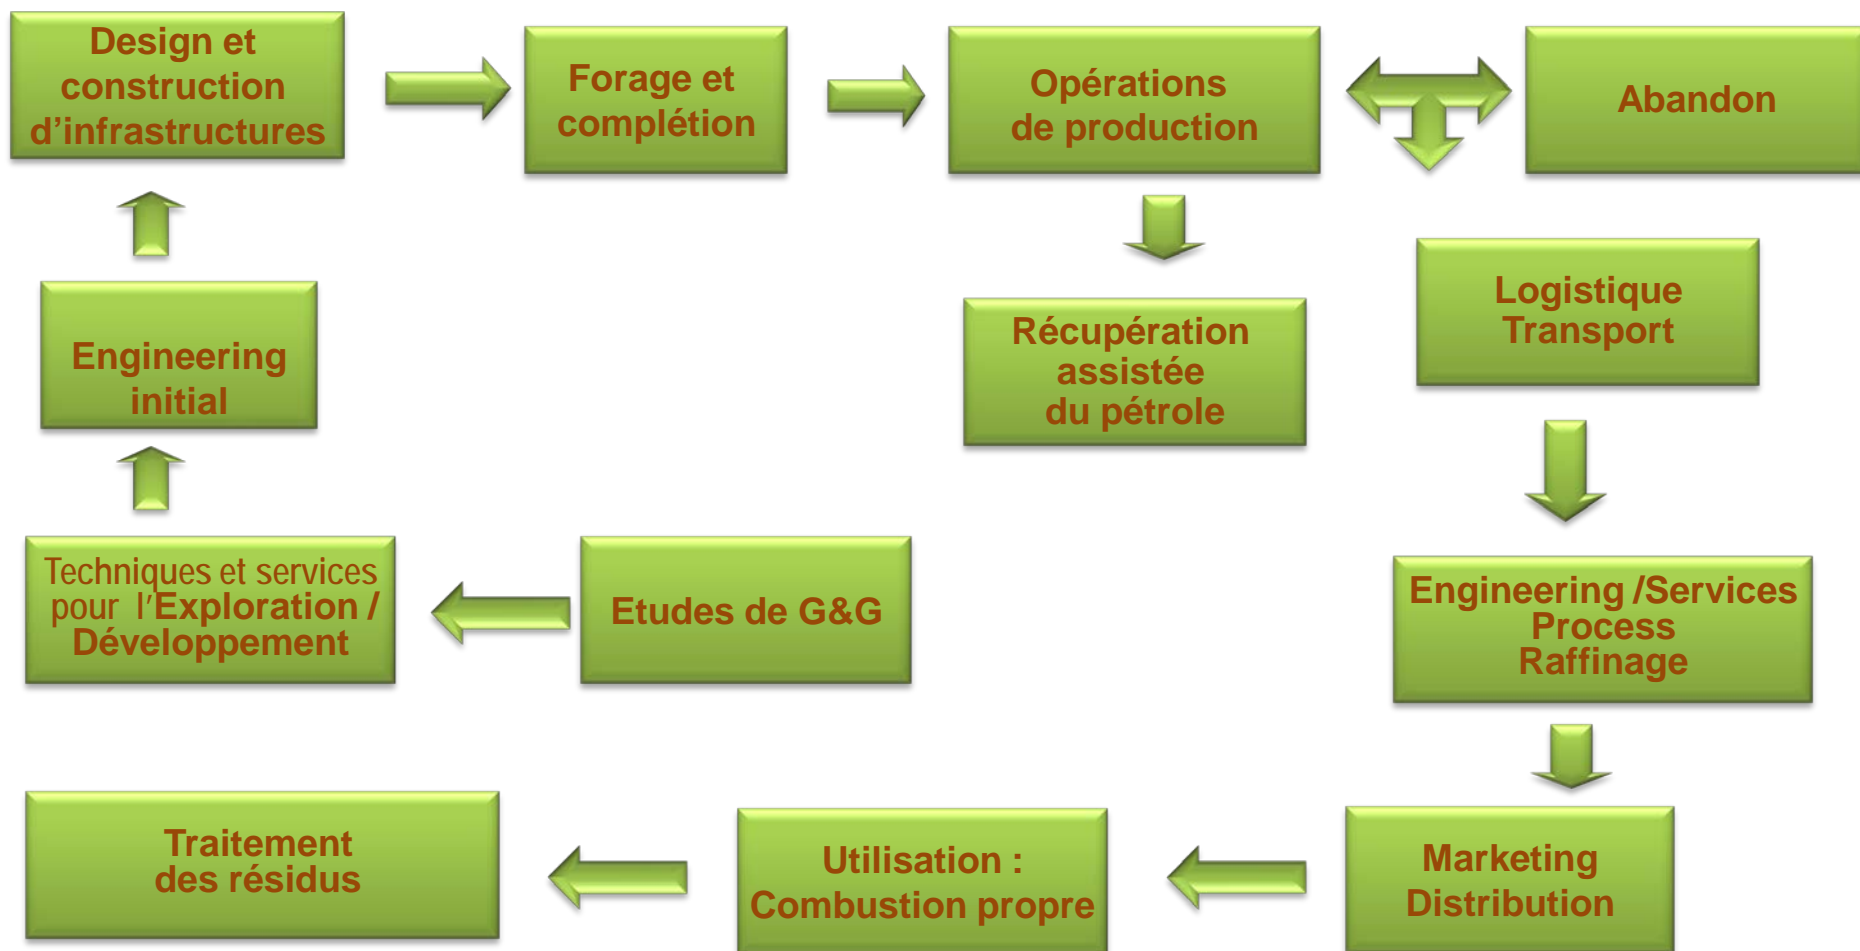 Design et
construction
d’infrastructures
Forage et
complétion
Opérations
de production
Abandon
Engineering
initial
Récupération
assistée
du pétrole
Logistique
Transport
Techniques et services
pour l’Exploration /
Développement
Etudes de G&G
Engineering /Services
Process
Raffinage
Traitement
des résidus
Utilisation :
Combustion propre
Marketing
Distribution